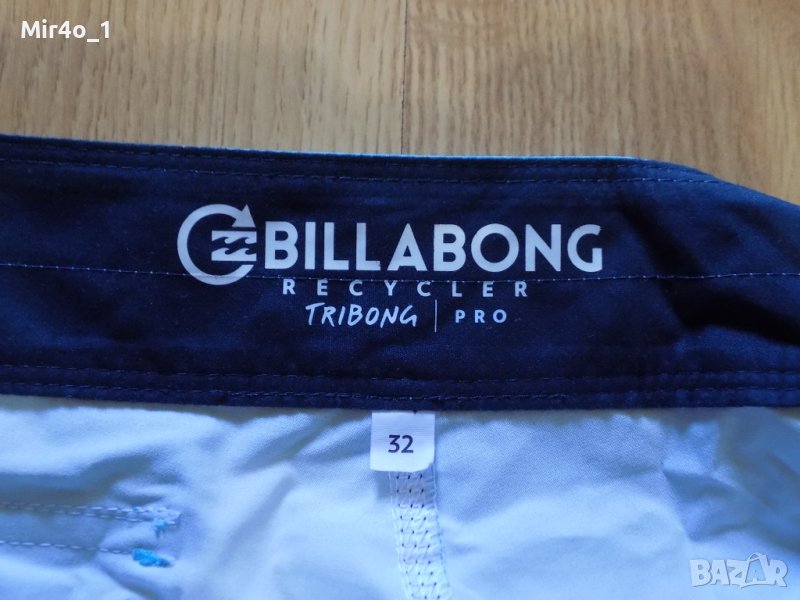 Mir4o_1
BILLABONG
RECYCLER
TRIBONG | PRO
32
BAZAR